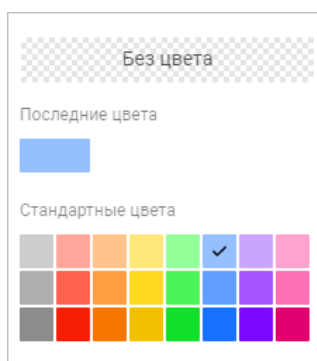 Без цвета
Последние цвета
Стандартные цвета